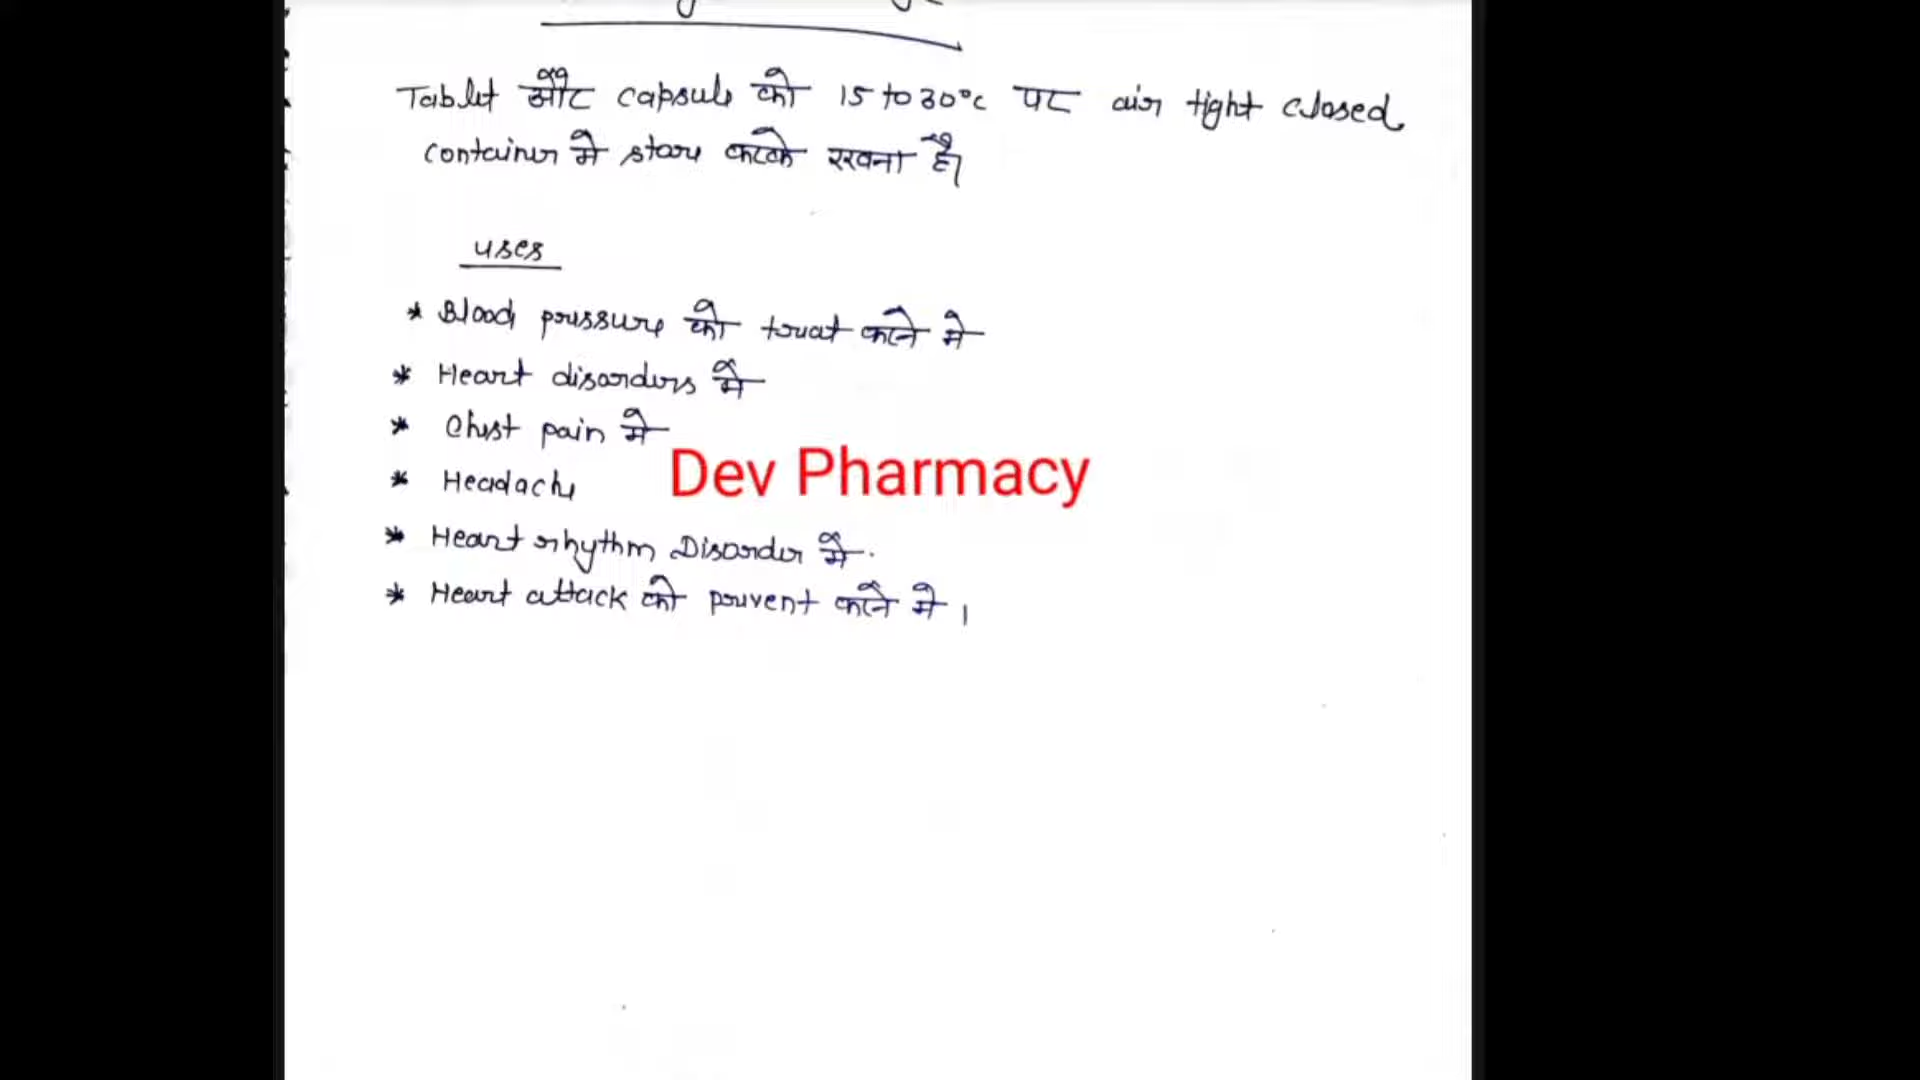 Tablet और capsule को 15 to 30°c पर air tight closed
container मे store करके रखना है।
uses
* Blood pressure को treat करने मे
* Heart disorders मे
* Chest pain मे
* Headache
Dev Pharmacy
* Heart rhythm Disorder मे.
* Heart attack को prevent करने मे।